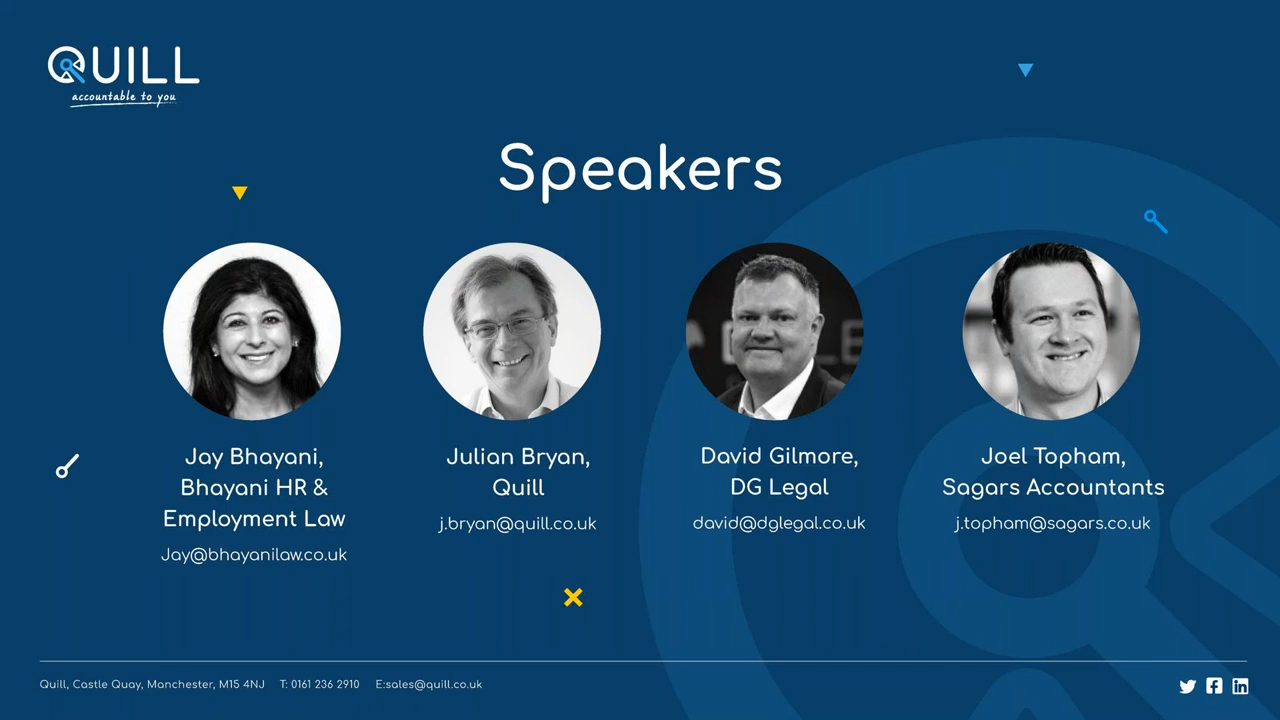 QUILL
accountable to you
Speakers
Jay Bhayani,
Bhayani HR &
Employment Law
Jay@bhayanilaw.co.uk
Julian Bryan,
Quill
j.bryan@quill.co.uk
David Gilmore,
DG Legal
david@dglegal.co.uk
Joel Topham,
Sagars Accountants
j.topham@sagars.co.uk
Quill, Castle Quay, Manchester, M15 4NJ T: 0161 236 2910 E:sales@quill.co.uk